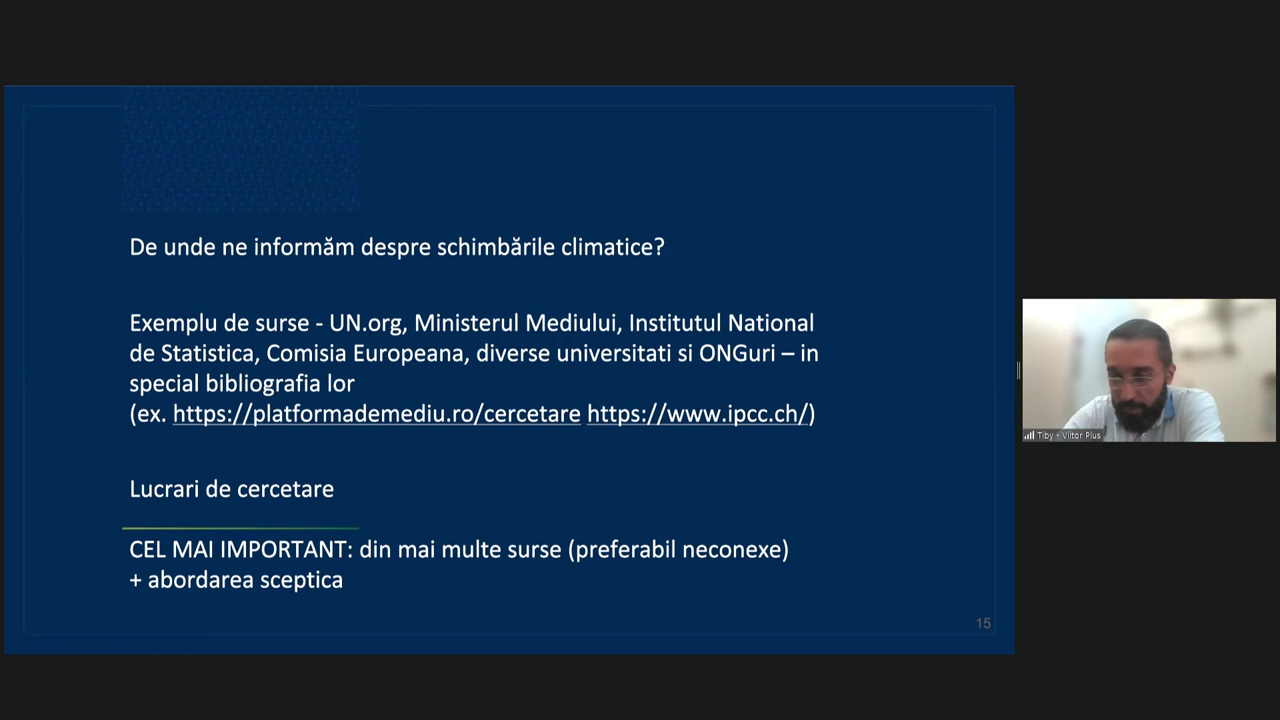 De unde ne informăm despre schimbările climatice?
Exemplu de surse - UN.org, Ministerul Mediului, Institutul National
de Statistica, Comisia Europeana, diverse universitati si ONGuri – in
special bibliografia lor
(ex. https://platformademediu.ro/cercetare https://www.ipcc.ch/)
Lucrari de cercetare
CEL MAI IMPORTANT: din mai multe surse (preferabil neconexe)
+ abordarea sceptica
15
Tiby - Viitor Plus